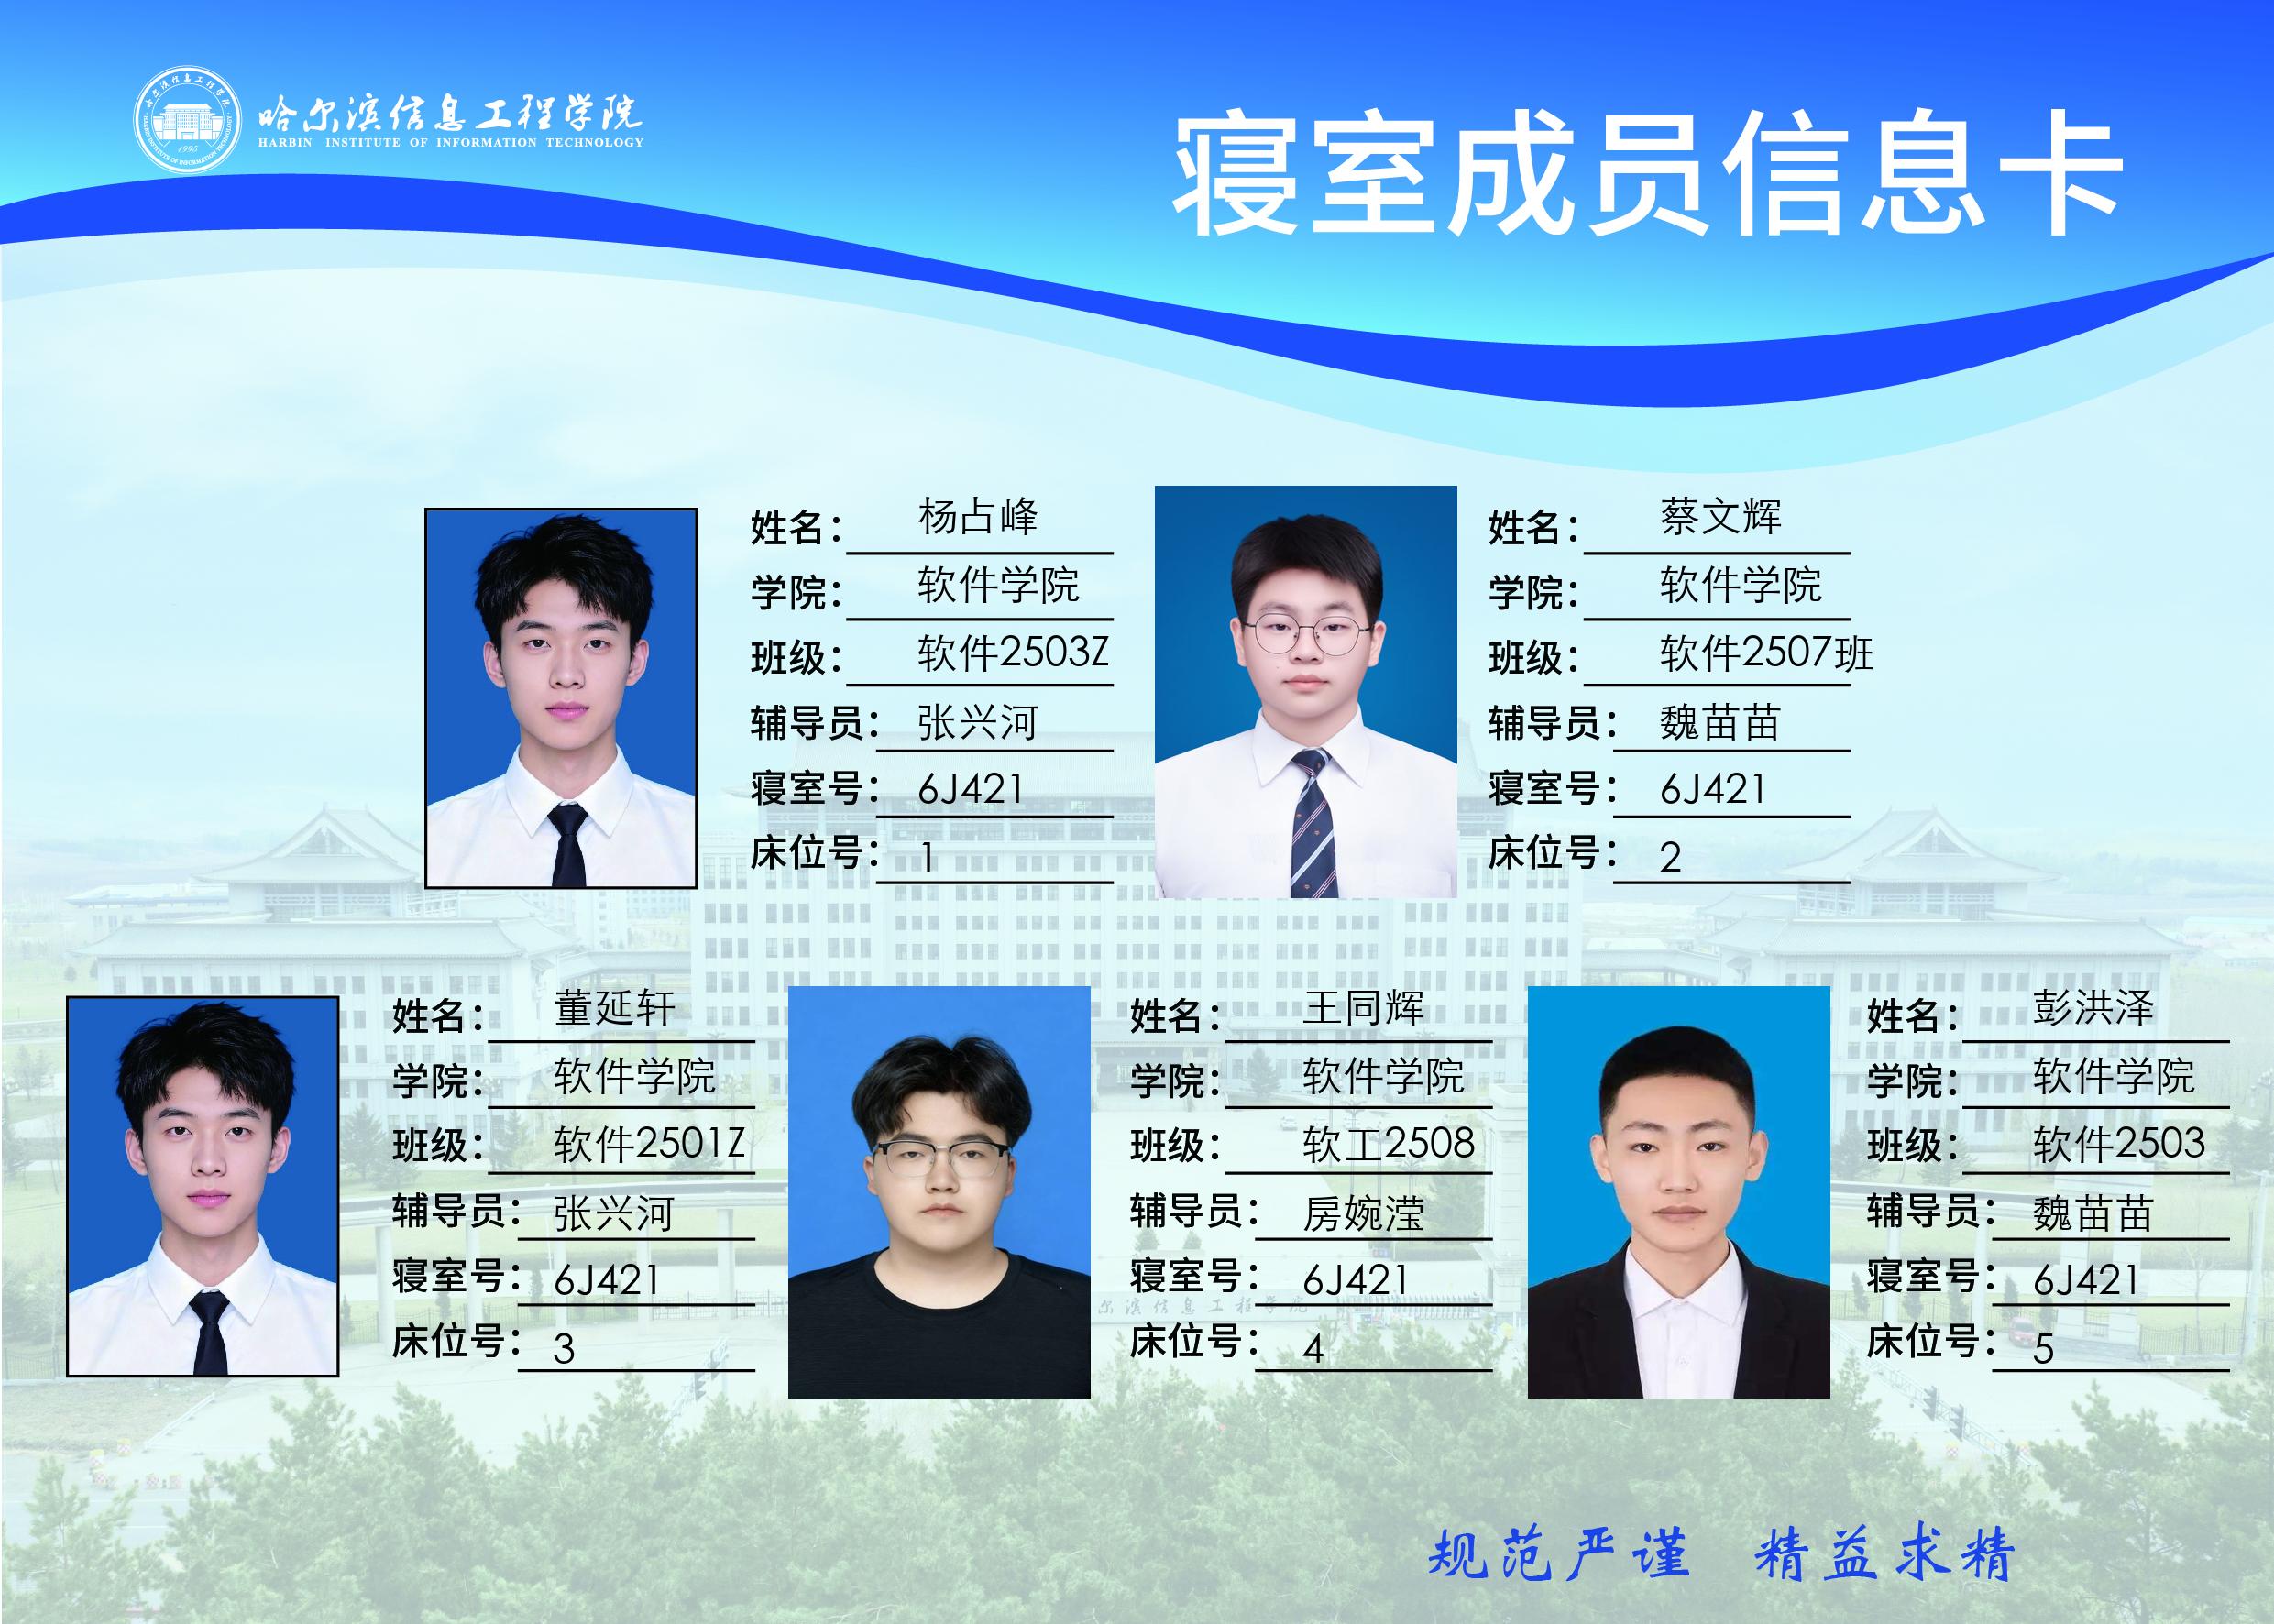 哈尔滨信息工程学院
HARBIN INSTITUTE OF INFORMATION TECHNOLOGY
1995
寝室成员信息卡
姓名：杨占峰
学院：软件学院
班级：软件2503Z
辅导员：张兴河
寝室号：6J421
床位号：1
姓名：蔡文辉
学院：软件学院
班级：软件2507班
辅导员：魏苗苗
寝室号：6J421
床位号：2
姓名：董延轩
学院：软件学院
班级：软件2501Z
辅导员：张兴河
寝室号：6J421
床位号：3
姓名：王同辉
学院：软件学院
班级：软工2508
辅导员：房婉滢
寝室号：6J421
床位号：4
姓名：彭洪泽
学院：软件学院
班级：软件2503
辅导员：魏苗苗
寝室号：6J421
床位号：5
尔滨信息工程学院
规范严谨 精益求精